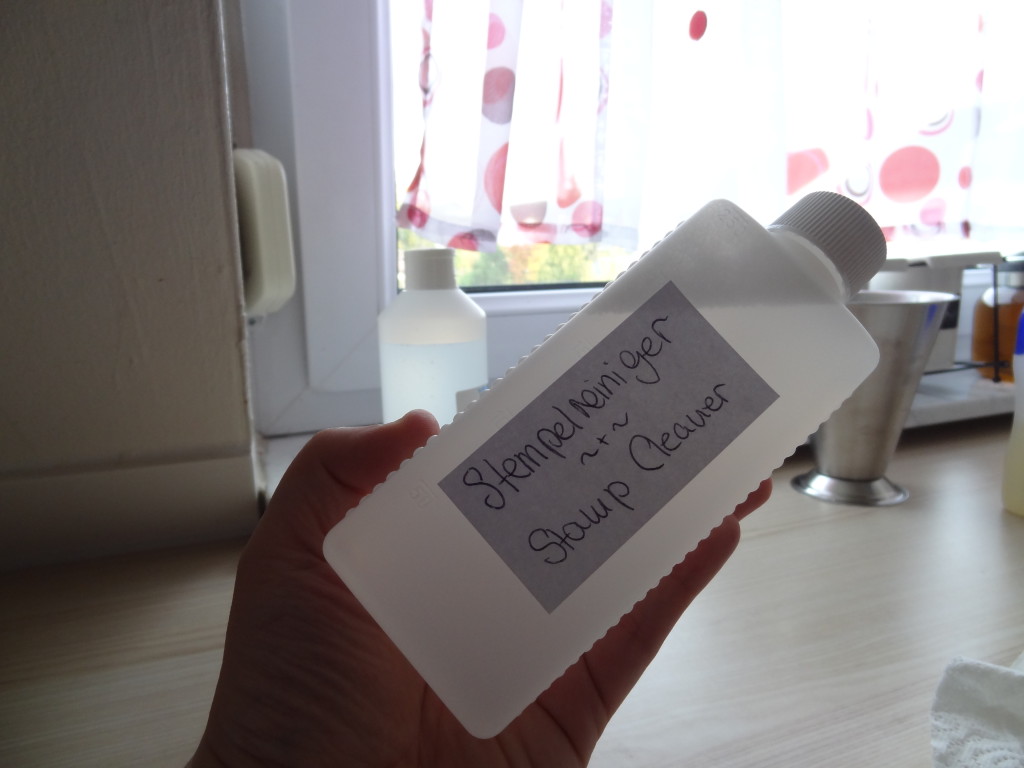 Stempelreiniger
~+~
Stamp Cleaner